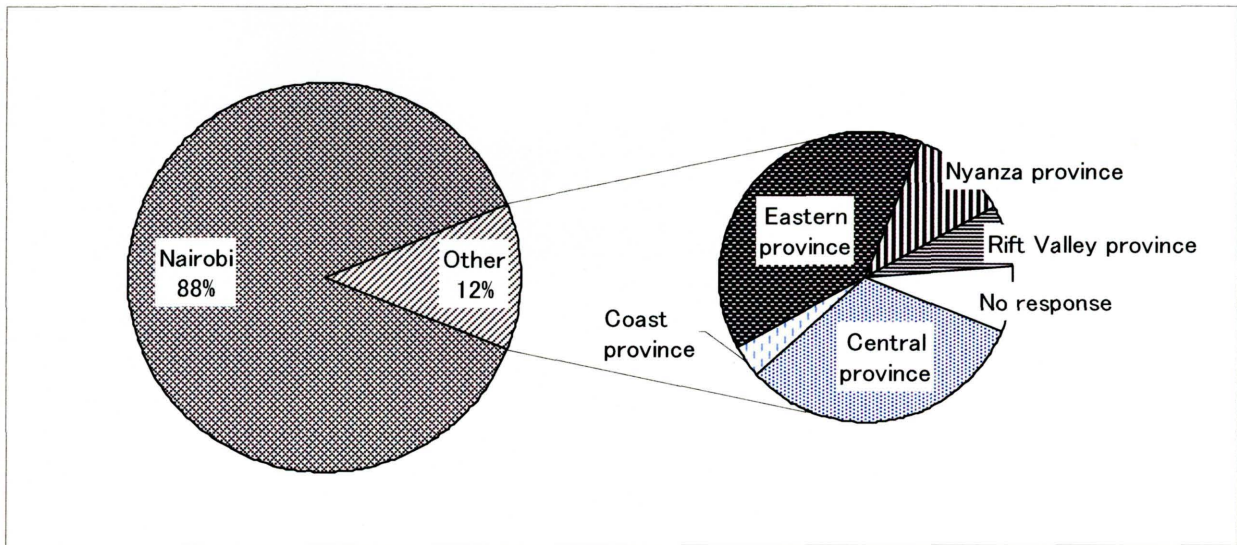 Nairobi
88%
Other
12%
Eastern
province
Nyanza province
Rift Valley province
No response
Central
province
Coast
province